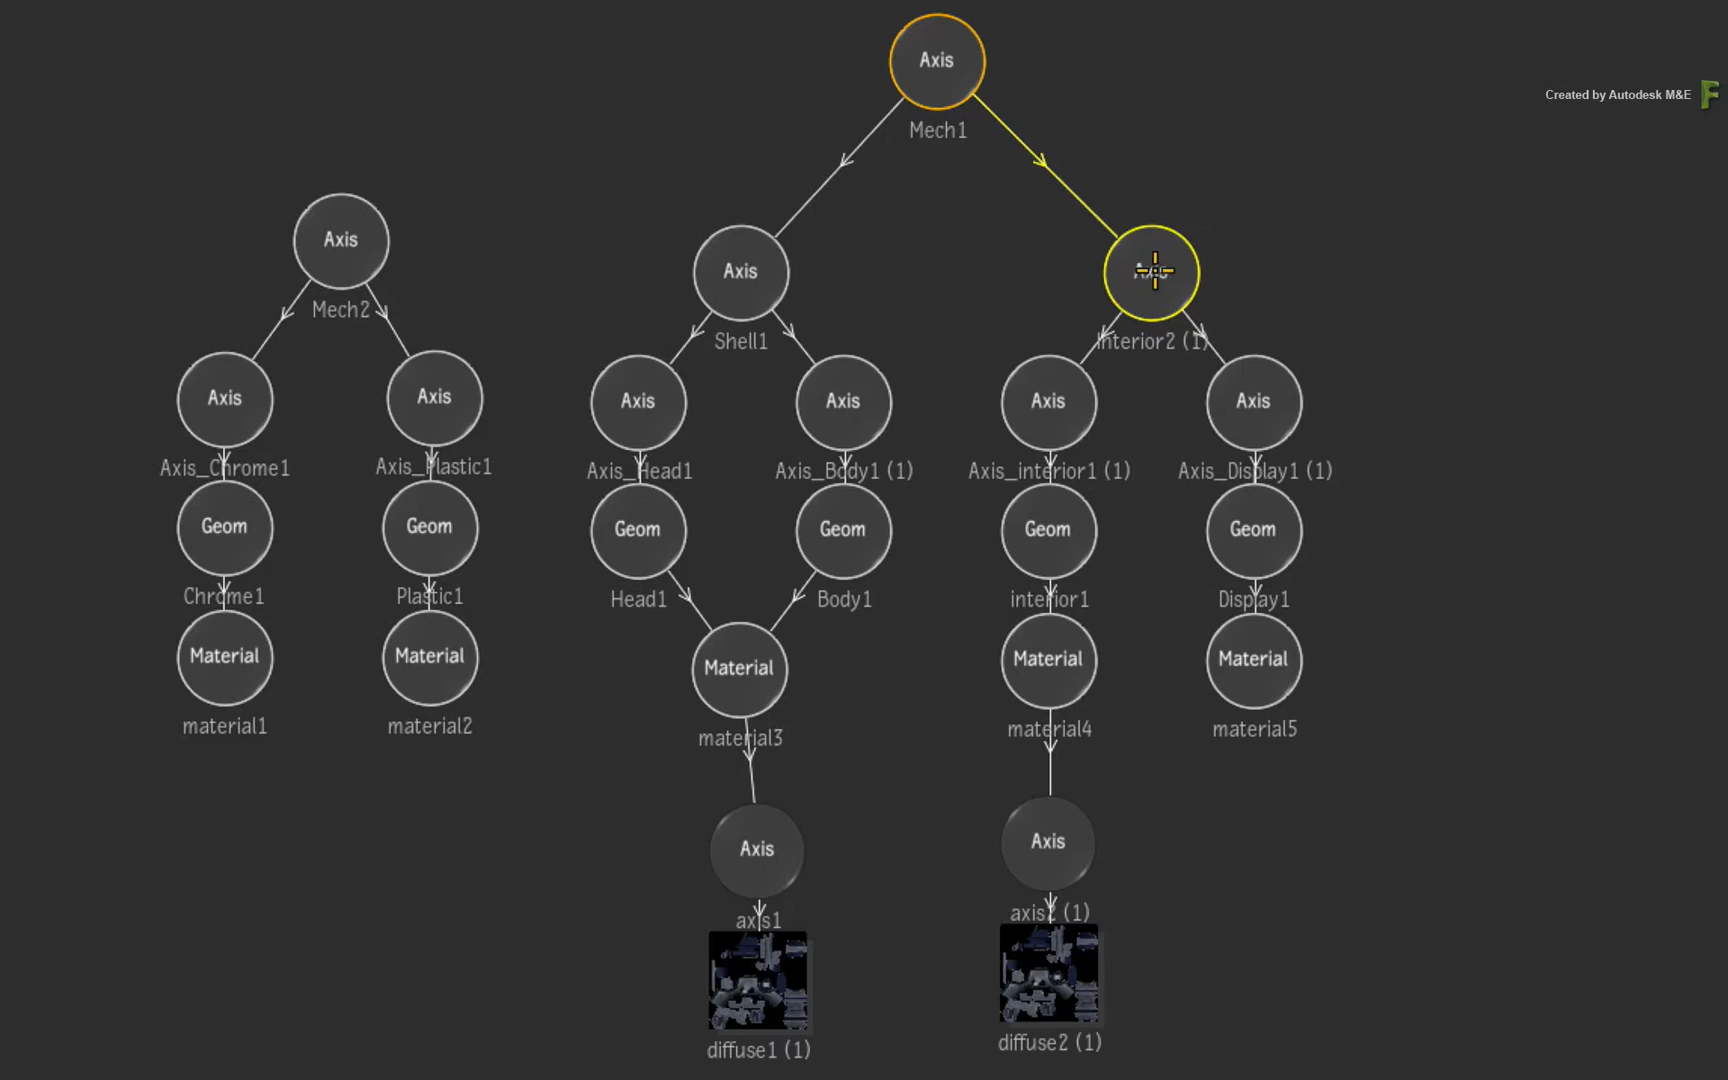 Axis
Mech1
Created by Autodesk M&E
Axis
Mech2
Axis
Shell1
Axis
Interior2 (1)
Axis
Axis_Chrome1
Axis
Axis_Plastic1
Axis
Axis_Head1
Axis
Axis_Body1 (1)
Axis
Axis_interior1 (1)
Axis
Axis_Display1 (1)
Geom
Chrome1
Geom
Plastic1
Geom
Head1
Geom
Body1
Geom
interior1
Geom
Display1
Material
material1
Material
material2
Material
material3
Material
material4
Material
material5
Axis
axis1
Axis
axis2 (1)
diffuse1 (1)
diffuse2 (1)